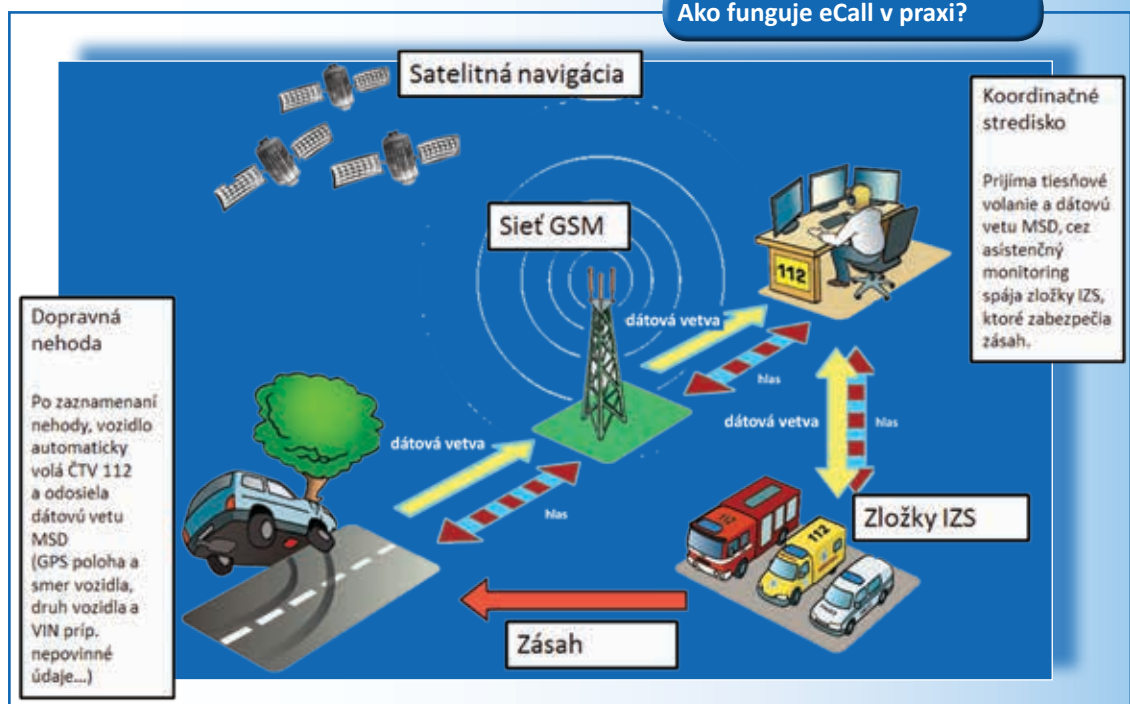 Ako funguje eCall v praxi?
Satelitná navigácia
Koordinačné
stredisko
Prijíma tiesňové
volanie a dátovú
vetu MSD, cez
asistenčný
monitoring
spája zložky IZS,
ktoré zabezpečia
zásah.
Sieť GSM
112
dátová vetva
hlas
Dopravná
nehoda
Po zaznamenaní
nehody, vozidlo
automaticky
volá ČTV 112
a odosiela
dátovú vetu
MSD
(GPS poloha a
smer vozidla,
druh vozidla a
VIN príp.
nepovinné
údaje...)
dátová vetva
hlas
dátová vetva
hlas
Zložky IZS
112
112
Zásah